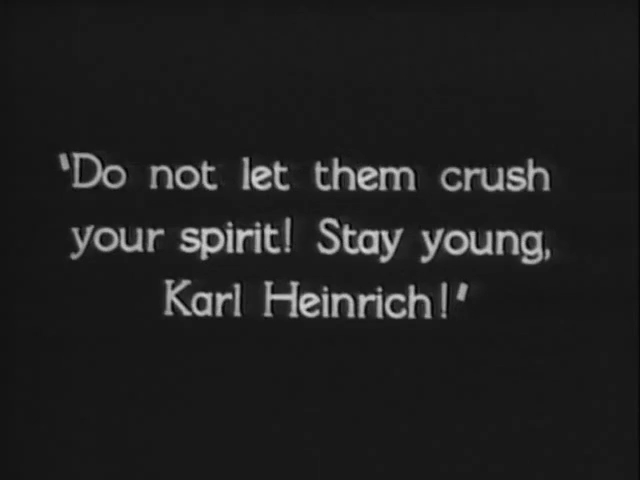 'Do not let them crush
your spirit! Stay young,
Karl Heinrich!'